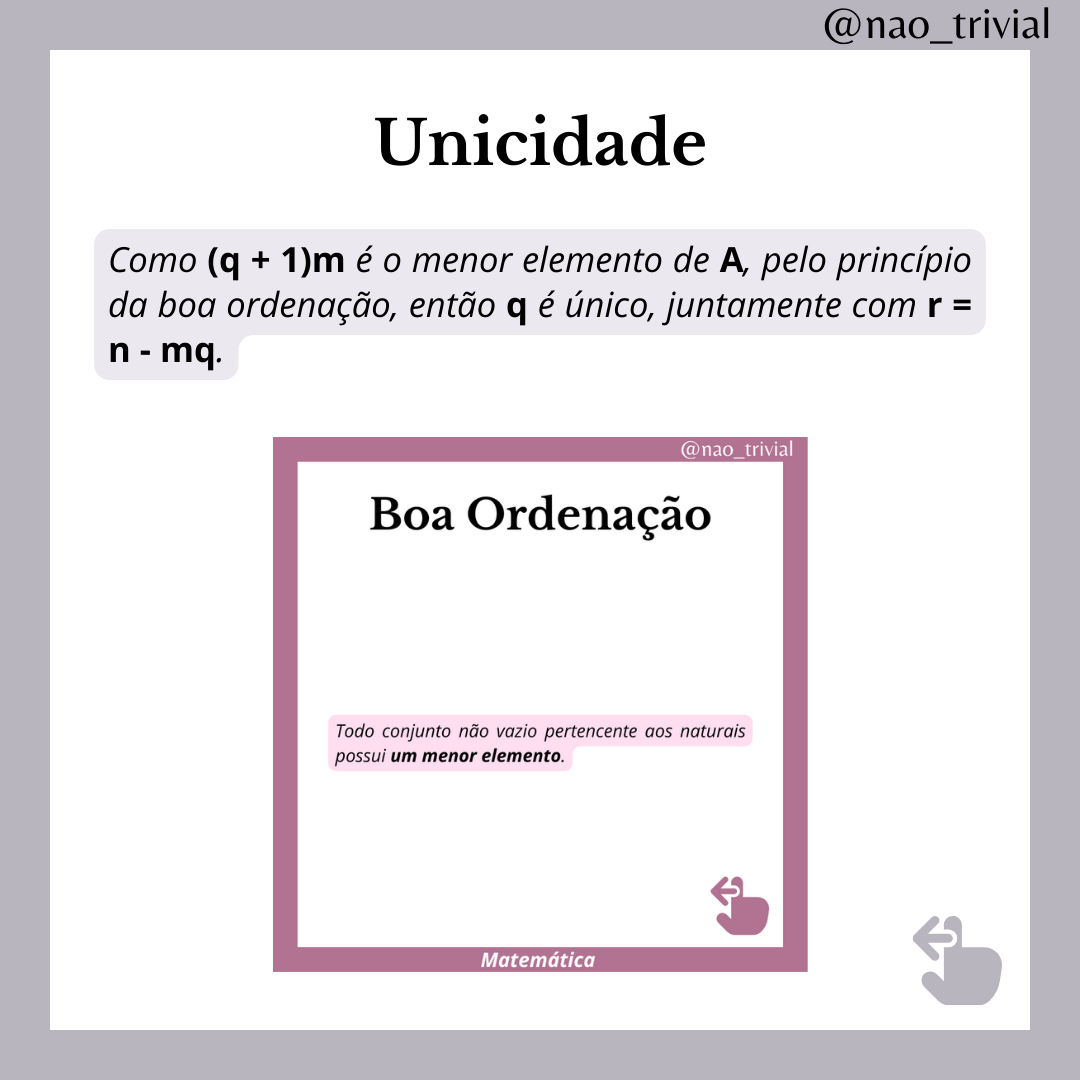 @nao_trivial
Unicidade
Como (q + 1)m é o menor elemento de A, pelo princípio
da boa ordenação, então q é único, juntamente com r =
n - mq.
@nao_trivial
Boa Ordenação
Todo conjunto não vazio pertencente aos naturais
possui um menor elemento.
Matemática